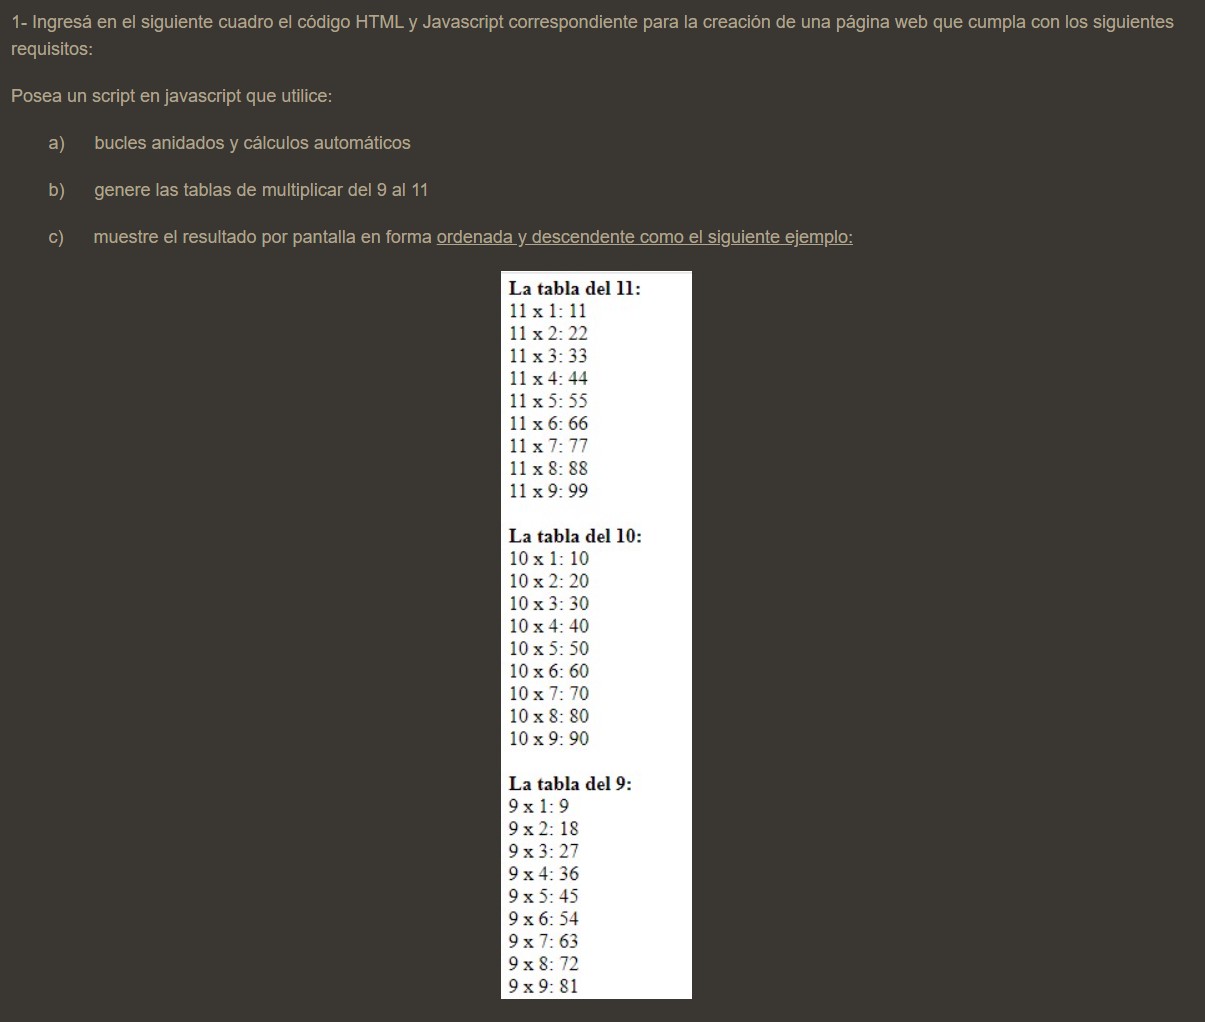 1- Ingresá en el siguiente cuadro el código HTML y Javascript correspondiente para la creación de una página web que cumpla con los siguientes
requisitos:
Posea un script en javascript que utilice:
a) bucles anidados y cálculos automáticos
b) genere las tablas de multiplicar del 9 al 11
c) muestre el resultado por pantalla en forma ordenada y descendente como el siguiente ejemplo:
La tabla del 11:
11 x 1: 11
11 x 2: 22
11 x 3: 33
11 x 4: 44
11 x 5: 55
11 x 6: 66
11 x 7: 77
11 x 8: 88
11 x 9: 99
La tabla del 10:
10 x 1: 10
10 x 2: 20
10 x 3: 30
10 x 4: 40
10 x 5: 50
10 x 6: 60
10 x 7: 70
10 x 8: 80
10 x 9: 90
La tabla del 9:
9 x 1: 9
9 x 2: 18
9 x 3: 27
9 x 4: 36
9 x 5: 45
9 x 6: 54
9 x 7: 63
9 x 8: 72
9 x 9: 81